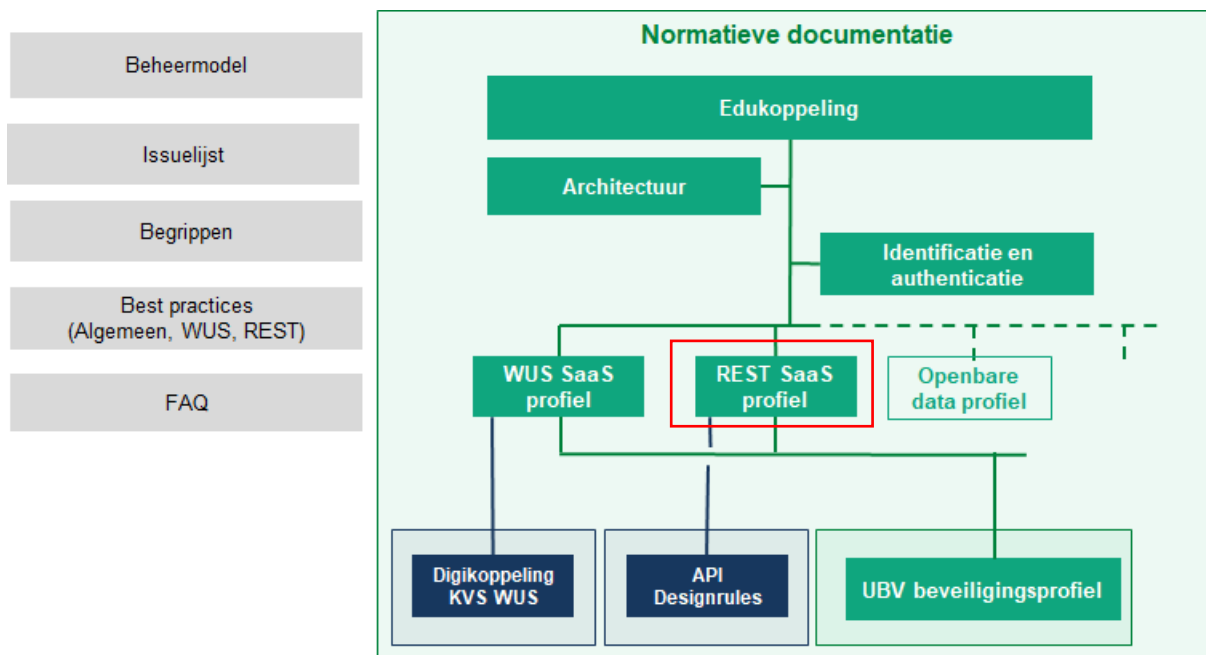 Beheermodel
Issuelijst
Begrippen
Best practices
(Algemeen, WUS, REST)
FAQ
Normatieve documentatie
Edukoppeling
Architectuur
Identificatie en
authenticatie
WUS SaaS
profiel
REST SaaS
profiel
Openbare
data profiel
Digikoppeling
KVS WUS
API
Designrules
UBV beveiligingsprofiel